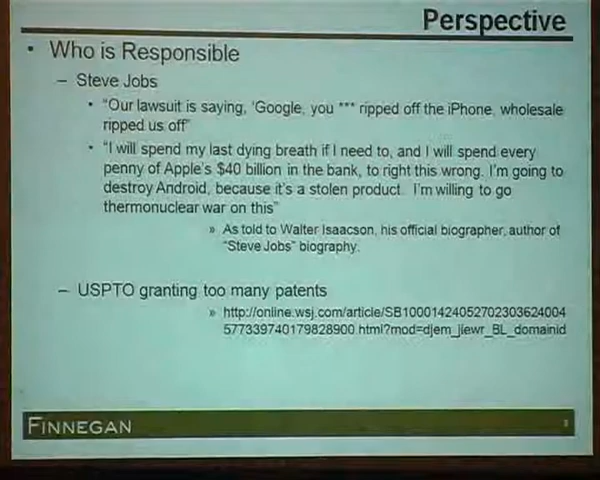 Perspective
• Who is Responsible
– Steve Jobs
• "Our lawsuit is saying, 'Google, you *** ripped off the iPhone, wholesale
ripped us off"
• "I will spend my last dying breath if I need to, and I will spend every
penny of Apple's $40 billion in the bank, to right this wrong. I'm going to
destroy Android, because it's a stolen product. I'm willing to go
thermonuclear war on this"
» As told to Walter Isaacson, his official biographer, author of
"Steve Jobs" biography.
– USPTO granting too many patents
» http://online.wsj.com/article/SB10001424052702303624004
577339740179828900.html?mod=djem_jiewr_BL_domainid
FINNEGAN